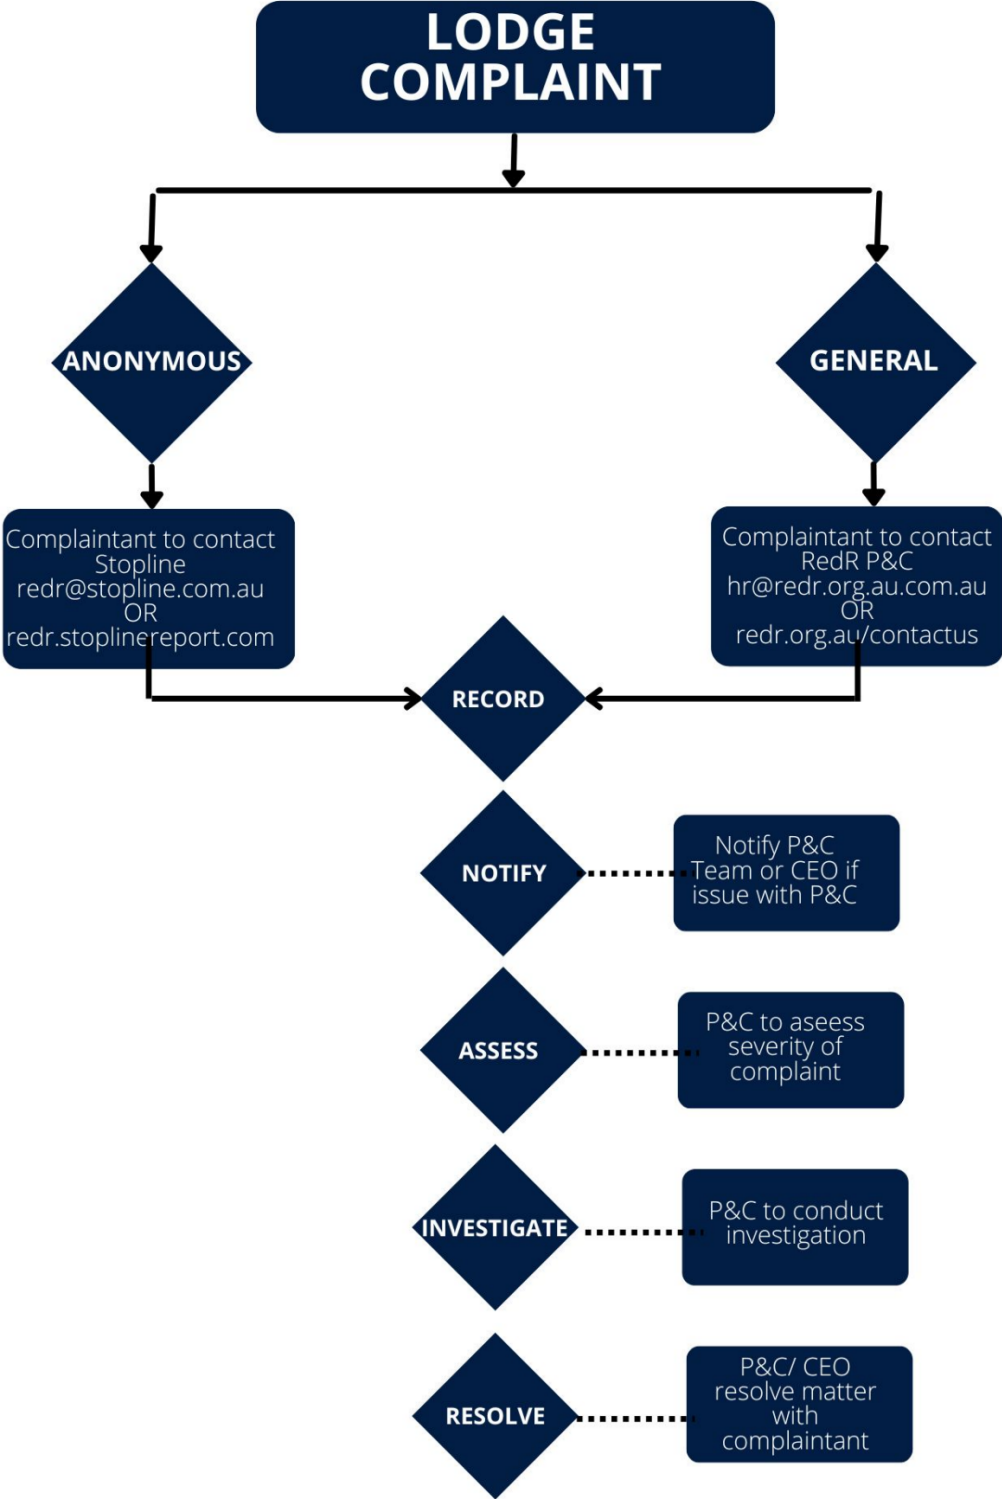 LODGE
COMPLAINT
ANONYMOUS
GENERAL
Complaintant to contact
Stopline
redr@stopline.com.au
OR
redr.stoplinereport.com
Complaintant to contact
RedR P&C
hr@redr.org.au.com.au
OR
redr.org.au/contactus
RECORD
NOTIFY
Notify P&C
Team or CEO if
issue with P&C
ASSESS
P&C to aseess
severity of
complaint
INVESTIGATE
P&C to conduct
investigation
RESOLVE
P&C/ CEO
resolve matter
with
complaintant